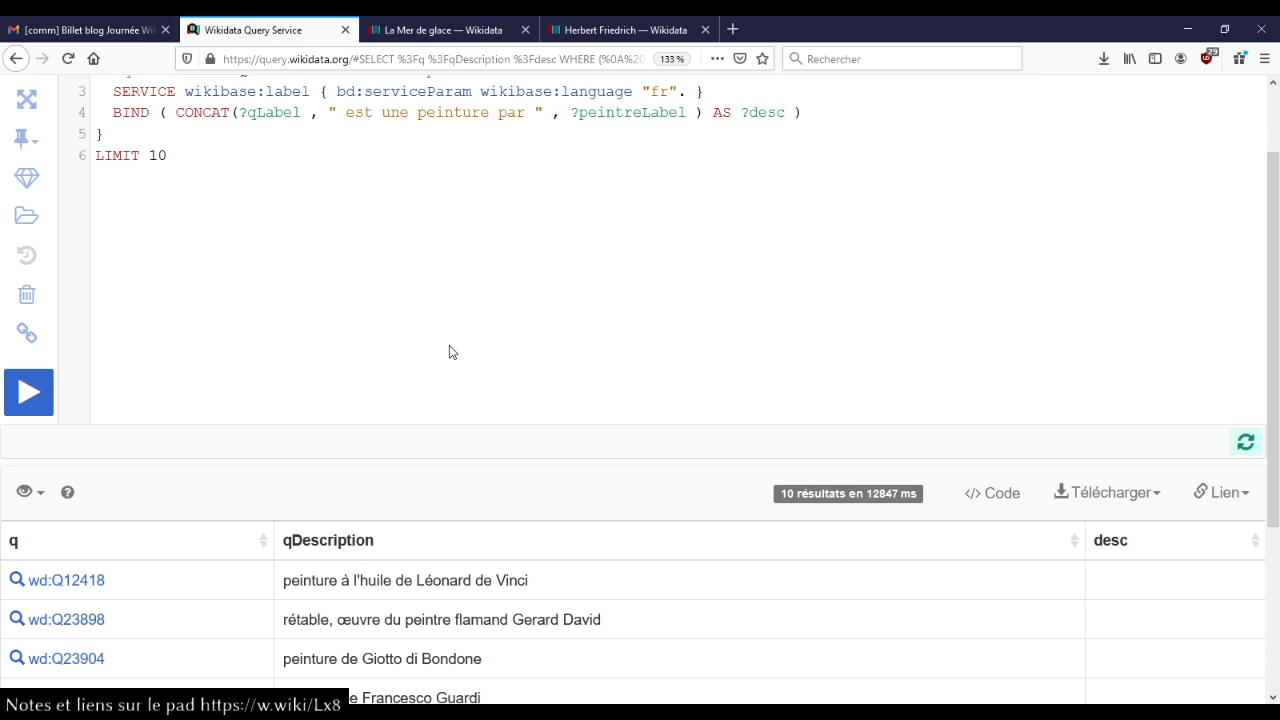 [comm] Billet blog Journée Wi
Wikidata Query Service
La Mer de glace — Wikidata
Herbert Friedrich — Wikidata
https://query.wikidata.org/#SELECT %3Fq %3FqDescription %3Fdesc WHERE {%0A%20
133 %
Rechercher
29
3 SERVICE wikibase:label { bd:serviceParam wikibase:language "fr". }
4 BIND ( CONCAT(?qLabel , " est une peinture par " , ?peintreLabel ) AS ?desc )
5 }
6 LIMIT 10
10 résultats en 12847 ms
</> Code
Télécharger
Lien
q qDescription desc
wd:Q12418 peinture à l'huile de Léonard de Vinci
wd:Q23898 rétable, œuvre du peintre flamand Gerard David
wd:Q23904 peinture de Giotto di Bondone
e Francesco Guardi
Notes et liens sur le pad https://w.wiki/Lx8